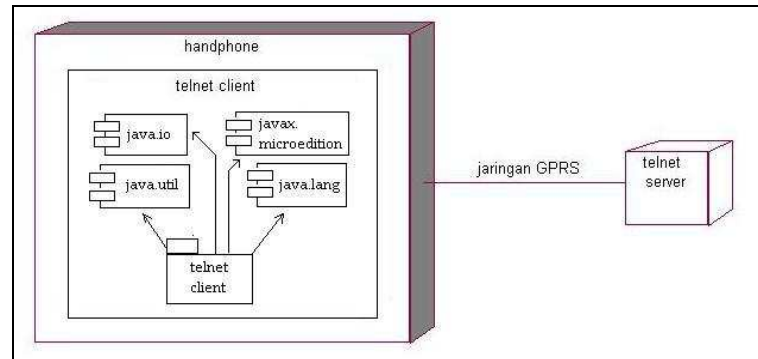 handphone
telnet client
java.io
javax.
microedition
java.util
java.lang
telnet
client
jaringan GPRS
telnet
server